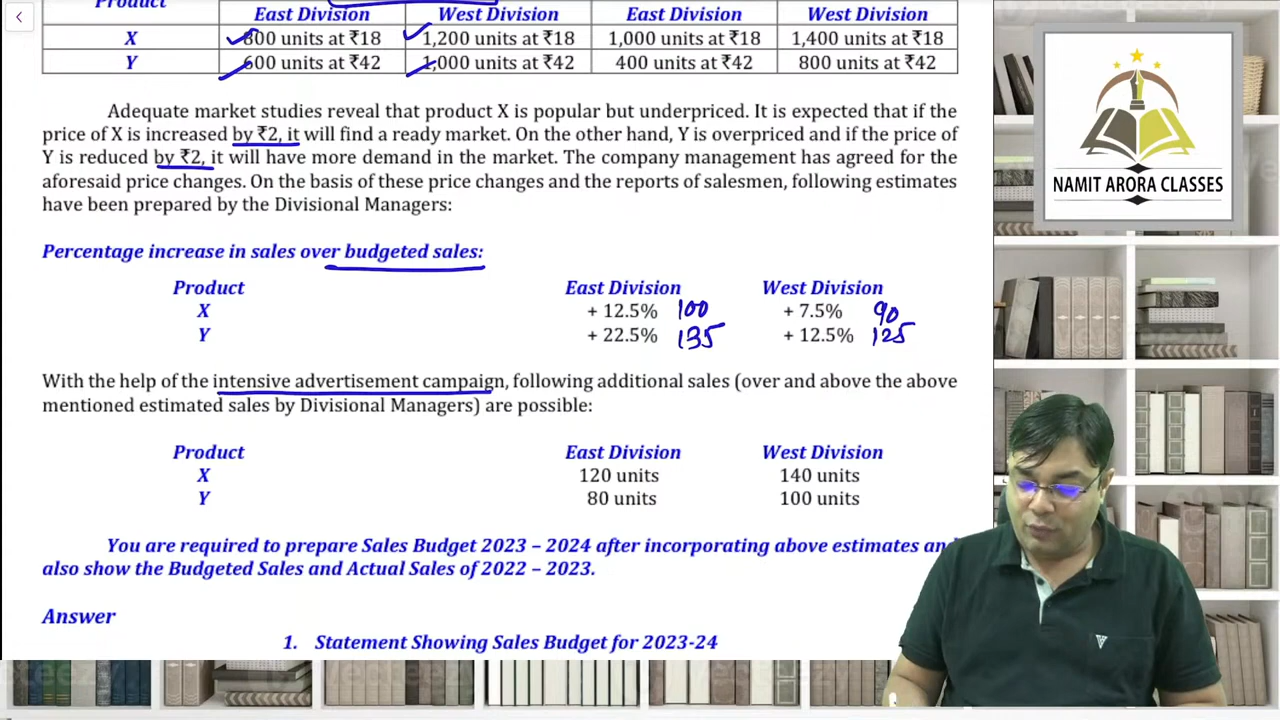 Product
East Division West Division East Division West Division
X 800 units at ₹18 1,200 units at ₹18 1,000 units at ₹18 1,400 units at ₹18
Y 600 units at ₹42 1,000 units at ₹42 400 units at ₹42 800 units at ₹42
Adequate market studies reveal that product X is popular but underpriced. It is expected that if the
price of X is increased by ₹2, it will find a ready market. On the other hand, Y is overpriced and if the price of
Y is reduced by ₹2, it will have more demand in the market. The company management has agreed for the
aforesaid price changes. On the basis of these price changes and the reports of salesmen, following estimates
have been prepared by the Divisional Managers:
Percentage increase in sales over budgeted sales:
Product East Division West Division
X + 12.5% 100 + 7.5% 90
Y + 22.5% 135 + 12.5% 125
With the help of the intensive advertisement campaign, following additional sales (over and above the above
mentioned estimated sales by Divisional Managers) are possible:
Product East Division West Division
X 120 units 140 units
Y 80 units 100 units
You are required to prepare Sales Budget 2023 – 2024 after incorporating above estimates and
also show the Budgeted Sales and Actual Sales of 2022 – 2023.
Answer
1. Statement Showing Sales Budget for 2023-24
NAMIT ARORA CLASSES